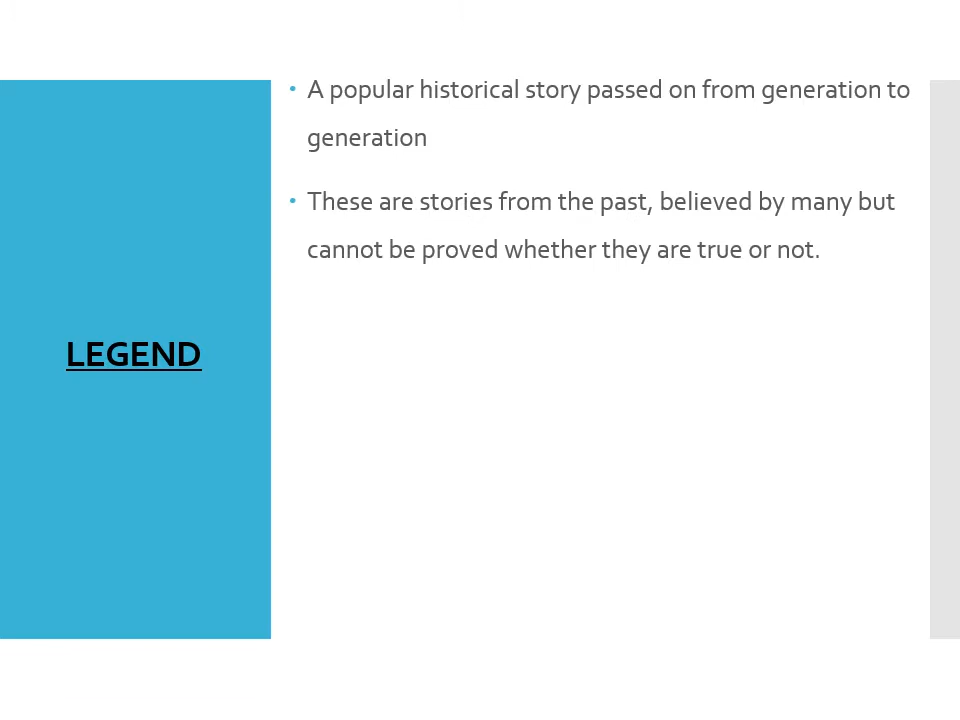 LEGEND
• A popular historical story passed on from generation to
generation
• These are stories from the past, believed by many but
cannot be proved whether they are true or not.